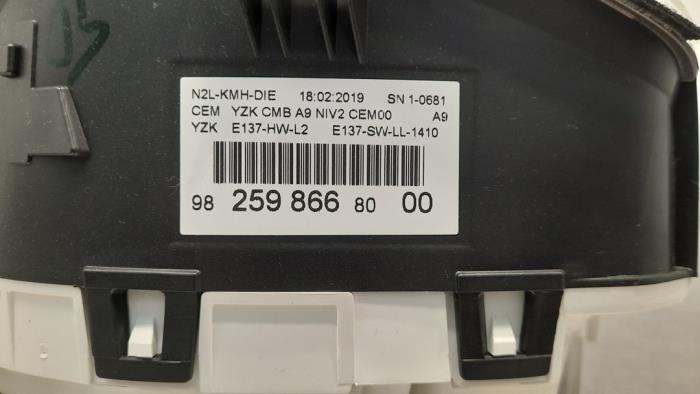 05
N2L-KMH-DIE 18:02:2019 SN 1-0681
CEM YZK CMB A9 NIV2 CEM00 A9
YZK E137-HW-L2 E137-SW-LL-1410
98 259 866 80 00